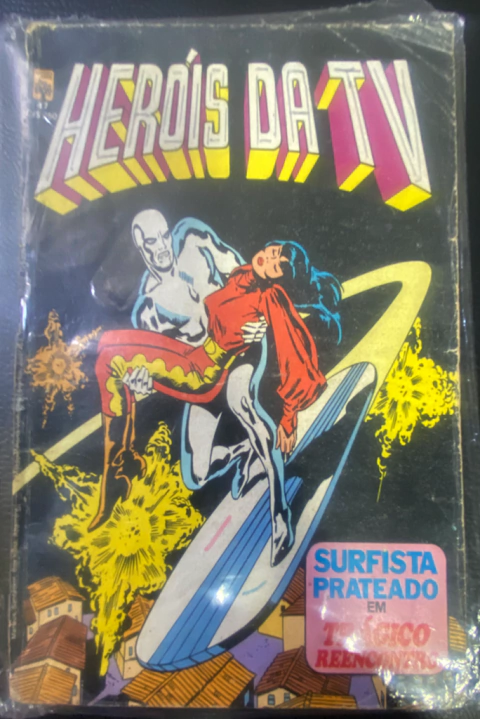 HERÓIS DA TV
SURFISTA
PRATEADO
EM
TRÁGICO
REENCONTRO